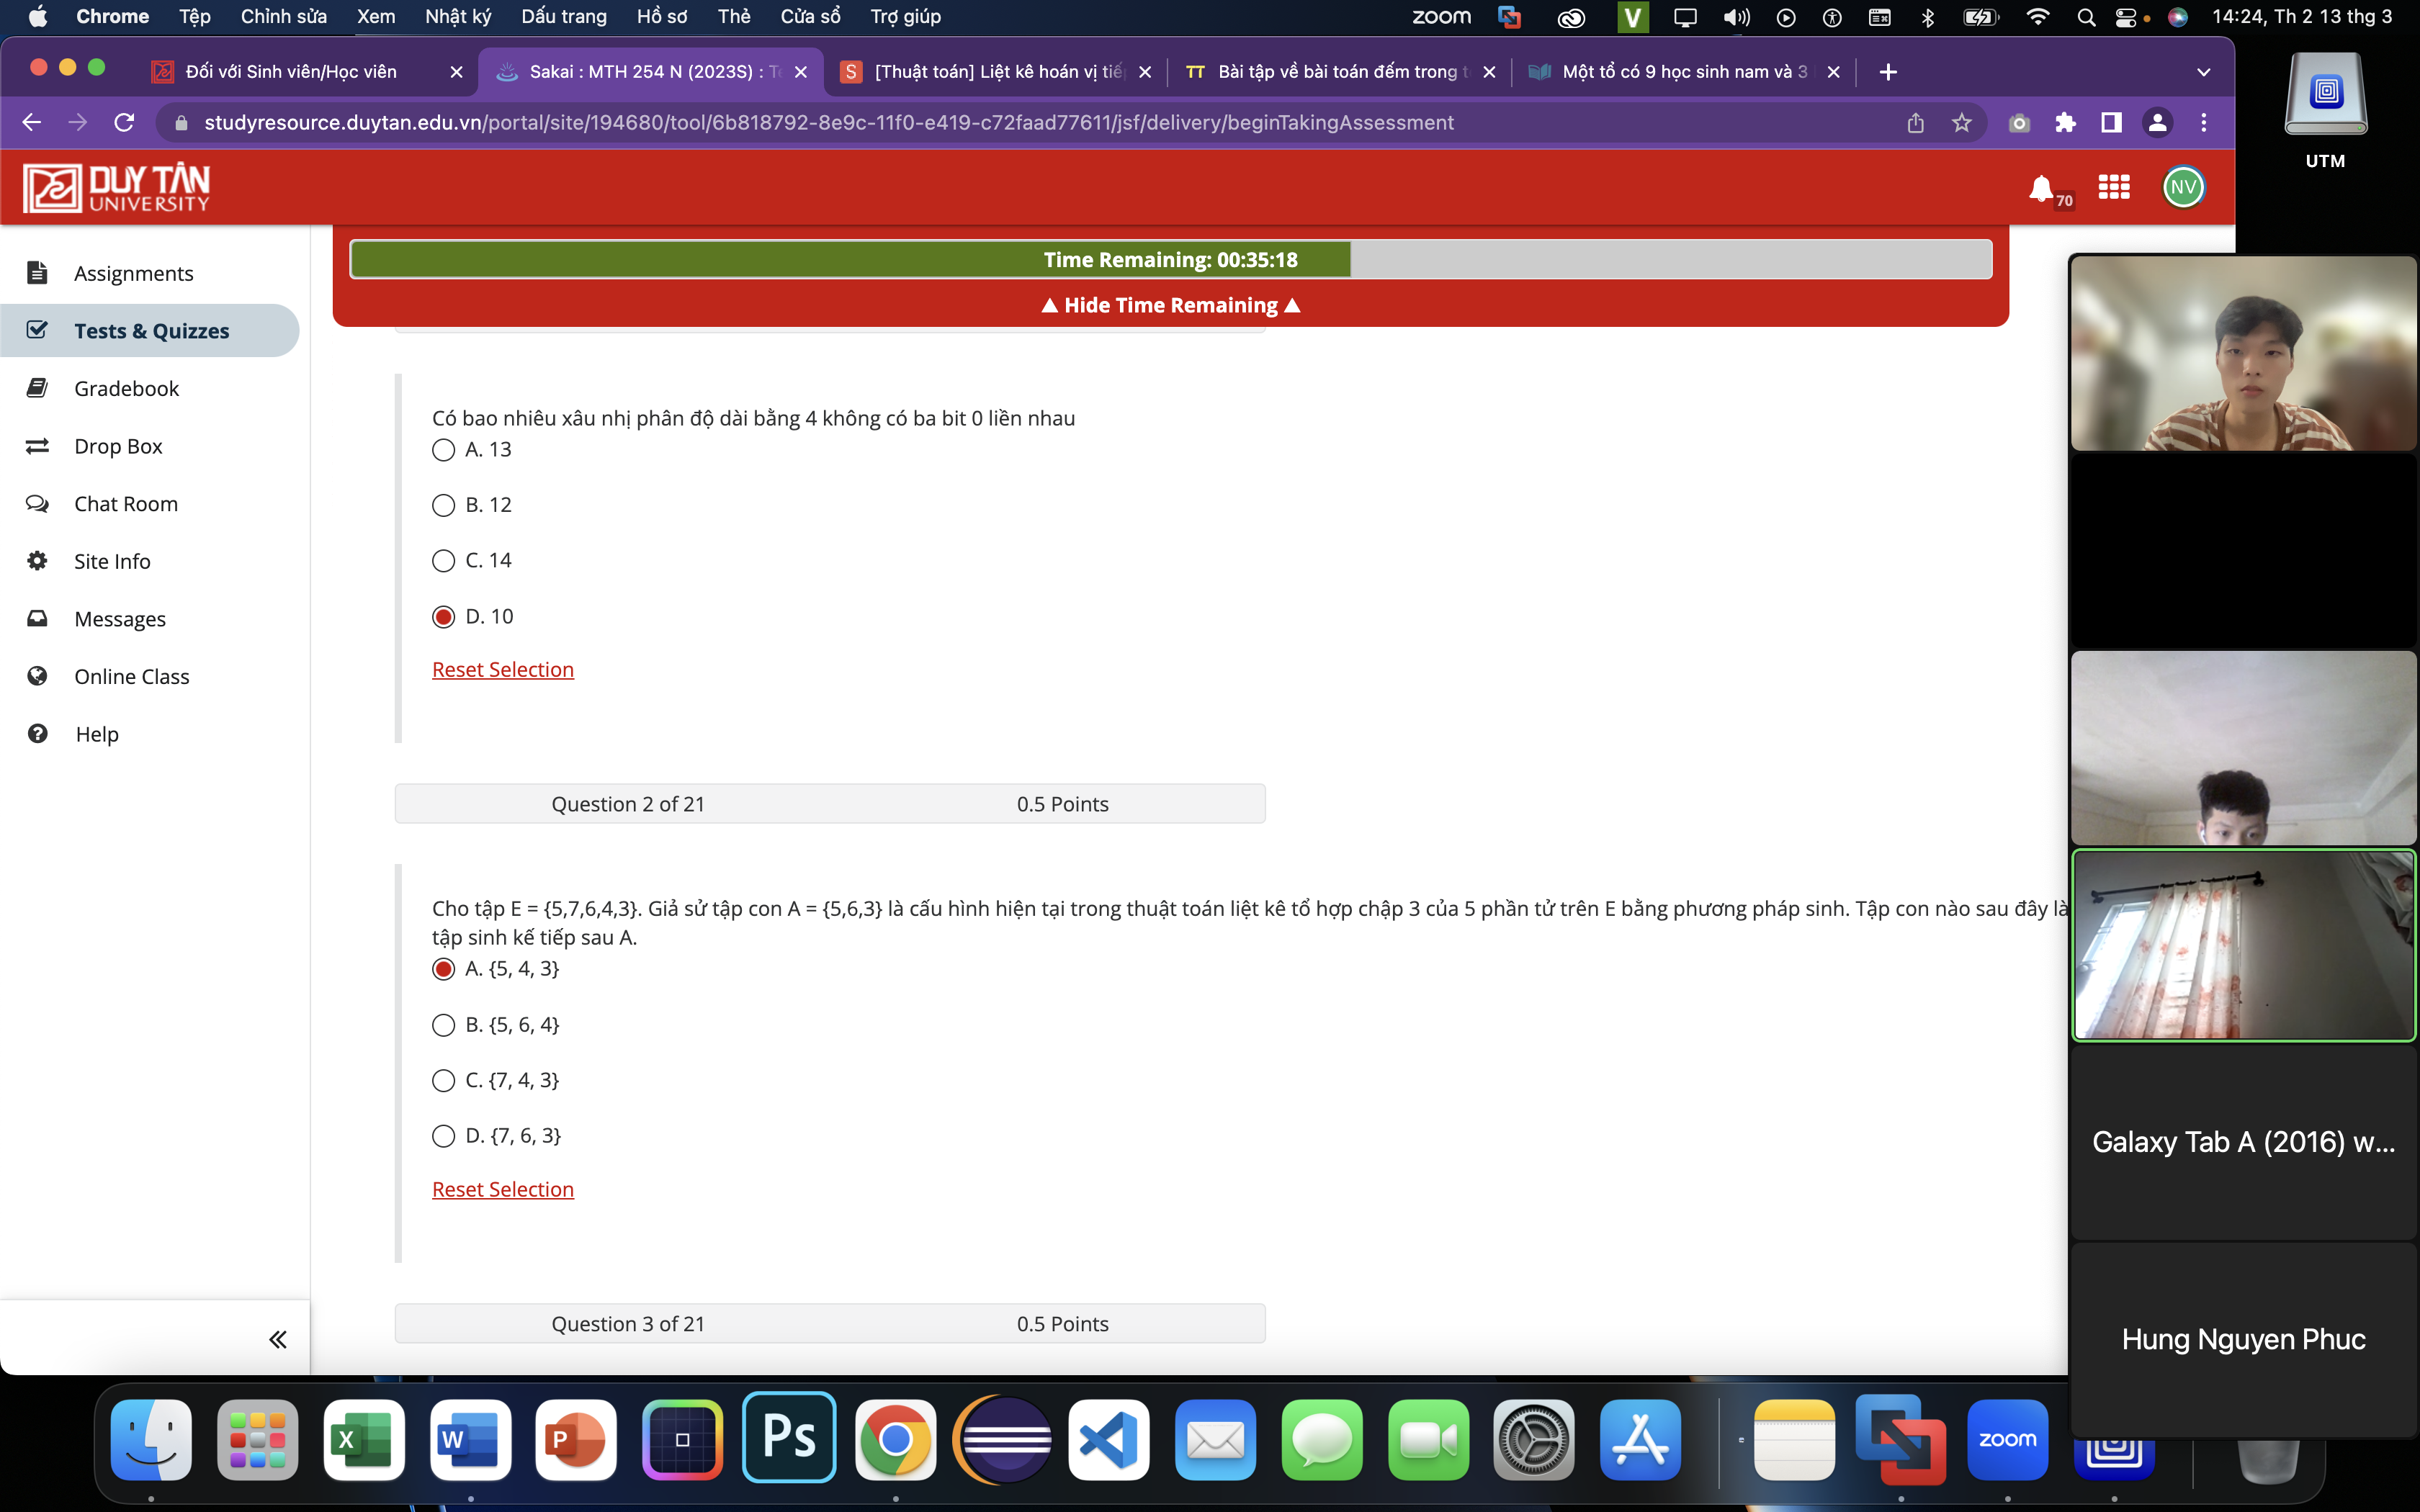 Chrome Tệp Chỉnh sửa Xem Nhật ký Dấu trang Hồ sơ Thẻ Cửa sổ Trợ giúp zoom V 14:24, Th 2 13 thg 3
Đối với Sinh viên/Học viên
Sakai : MTH 254 N (2023S) : Te
S [Thuật toán] Liệt kê hoán vị tiế
TT Bài tập về bài toán đếm trong t
Một tổ có 9 học sinh nam và 3
studyresource.duytan.edu.vn/portal/site/194680/tool/6b818792-8e9c-11f0-e419-c72faad77611/jsf/delivery/beginTakingAssessment
UTM
DUY TÂN
UNIVERSITY
70
NV
Time Remaining: 00:35:18
▲ Hide Time Remaining ▲
Assignments
Tests & Quizzes
Gradebook
Drop Box
Chat Room
Site Info
Messages
Online Class
Help
Có bao nhiêu xâu nhị phân độ dài bằng 4 không có ba bit 0 liền nhau
A. 13
B. 12
C. 14
D. 10
Reset Selection
Question 2 of 21 0.5 Points
Cho tập E = {5,7,6,4,3}. Giả sử tập con A = {5,6,3} là cấu hình hiện tại trong thuật toán liệt kê tổ hợp chập 3 của 5 phần tử trên E bằng phương pháp sinh. Tập con nào sau đây là
tập sinh kế tiếp sau A.
A. {5, 4, 3}
B. {5, 6, 4}
C. {7, 4, 3}
D. {7, 6, 3}
Reset Selection
Question 3 of 21 0.5 Points
Galaxy Tab A (2016) w...
Hung Nguyen Phuc
X
W
P
Ps
zoom